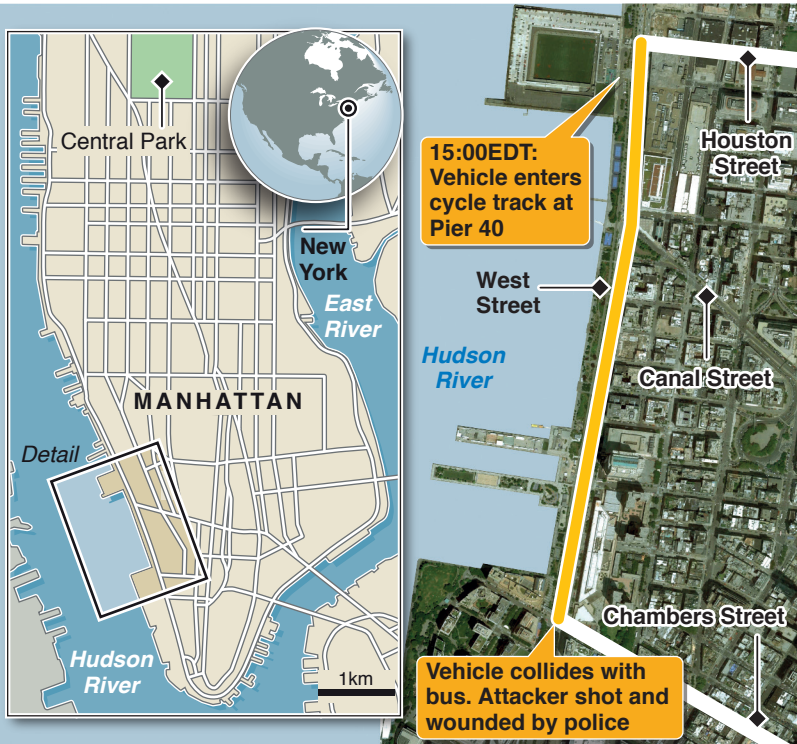 Central Park
New
York
East
River
MANHATTAN
Detail
Hudson
River
1km
15:00EDT:
Vehicle enters
cycle track at
Pier 40
Houston
Street
West
Street
Hudson
River
Canal Street
Chambers Street
Vehicle collides with
bus. Attacker shot and
wounded by police